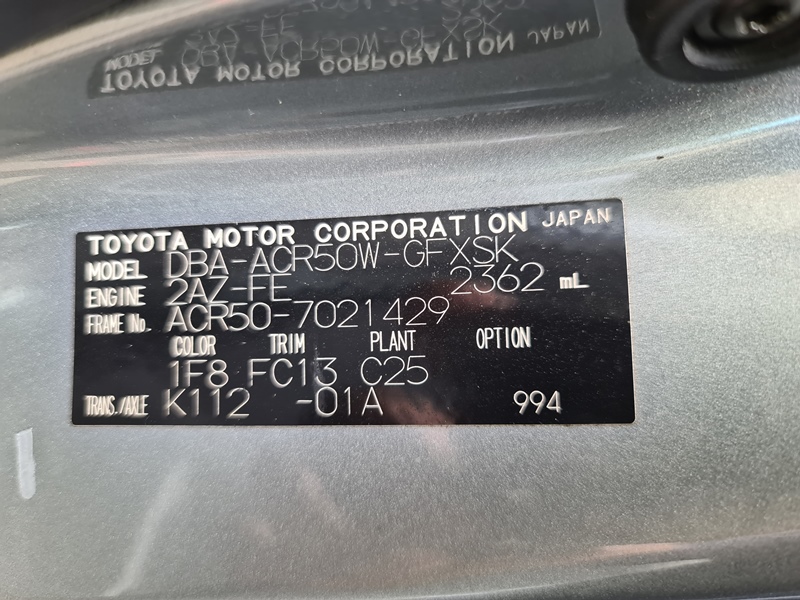 TOYOTA MOTOR CORPORATION JAPAN
MODEL DBA-ACR50W-GFXSK
ENGINE 2AZ-FE 2362 mL
FRAME No. ACR50-7021429
COLOR TRIM PLANT OPTION
1F8 FC13 C25
TRANS./AXLE K112 -01A 994